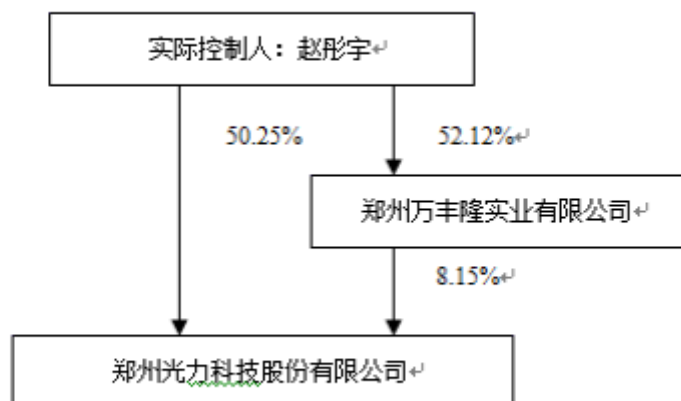 实际控制人：赵彤宇↵
50.25% 52.12%↵
郑州万丰隆实业有限公司↵
8.15%↵
郑州光力科技股份有限公司↵